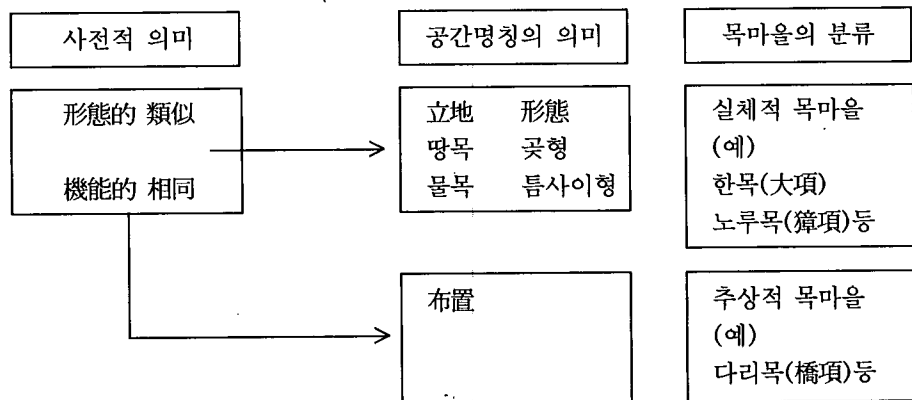 사전적 의미
공간명칭의 의미
목마을의 분류
形態的 類似
機能的 相同
立地 形態
땅목 곶형
물목 틈사이형
실체적 목마을
(예)
한목(大項)
노루목(獐項)등
布置
추상적 목마을
(예)
다리목(橋項)등